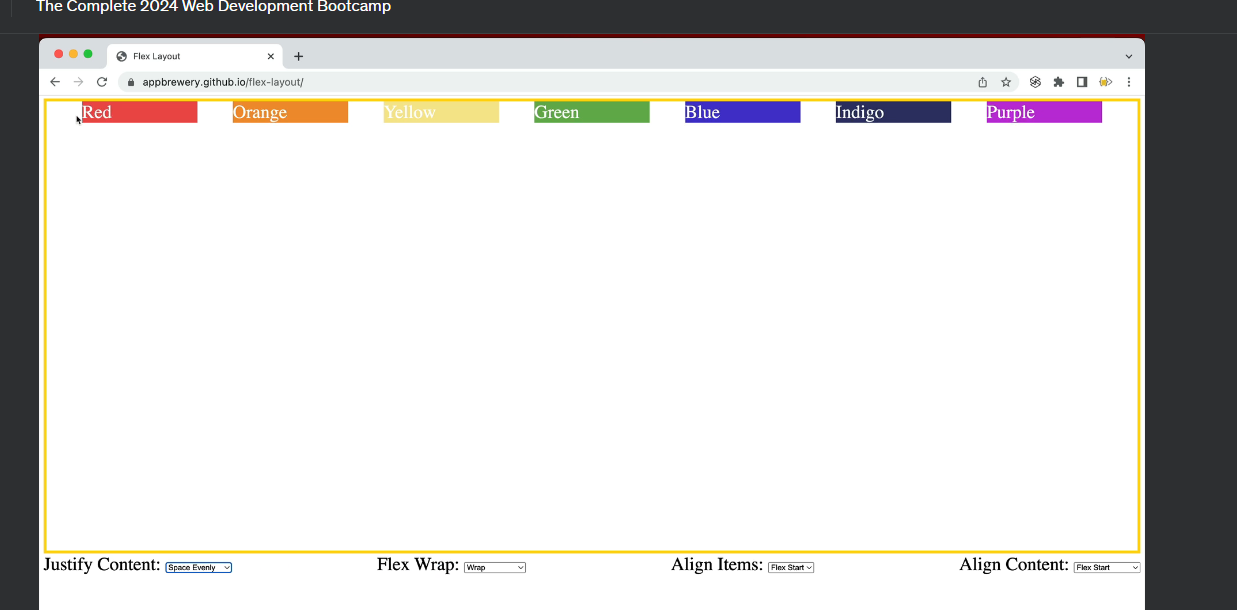 The Complete 2024 Web Development Bootcamp
Flex Layout
appbrewery.github.io/flex-layout/
Red Orange Yellow Green Blue Indigo Purple
Justify Content: Space Evenly Flex Wrap: Wrap Align Items: Flex Start Align Content: Flex Start